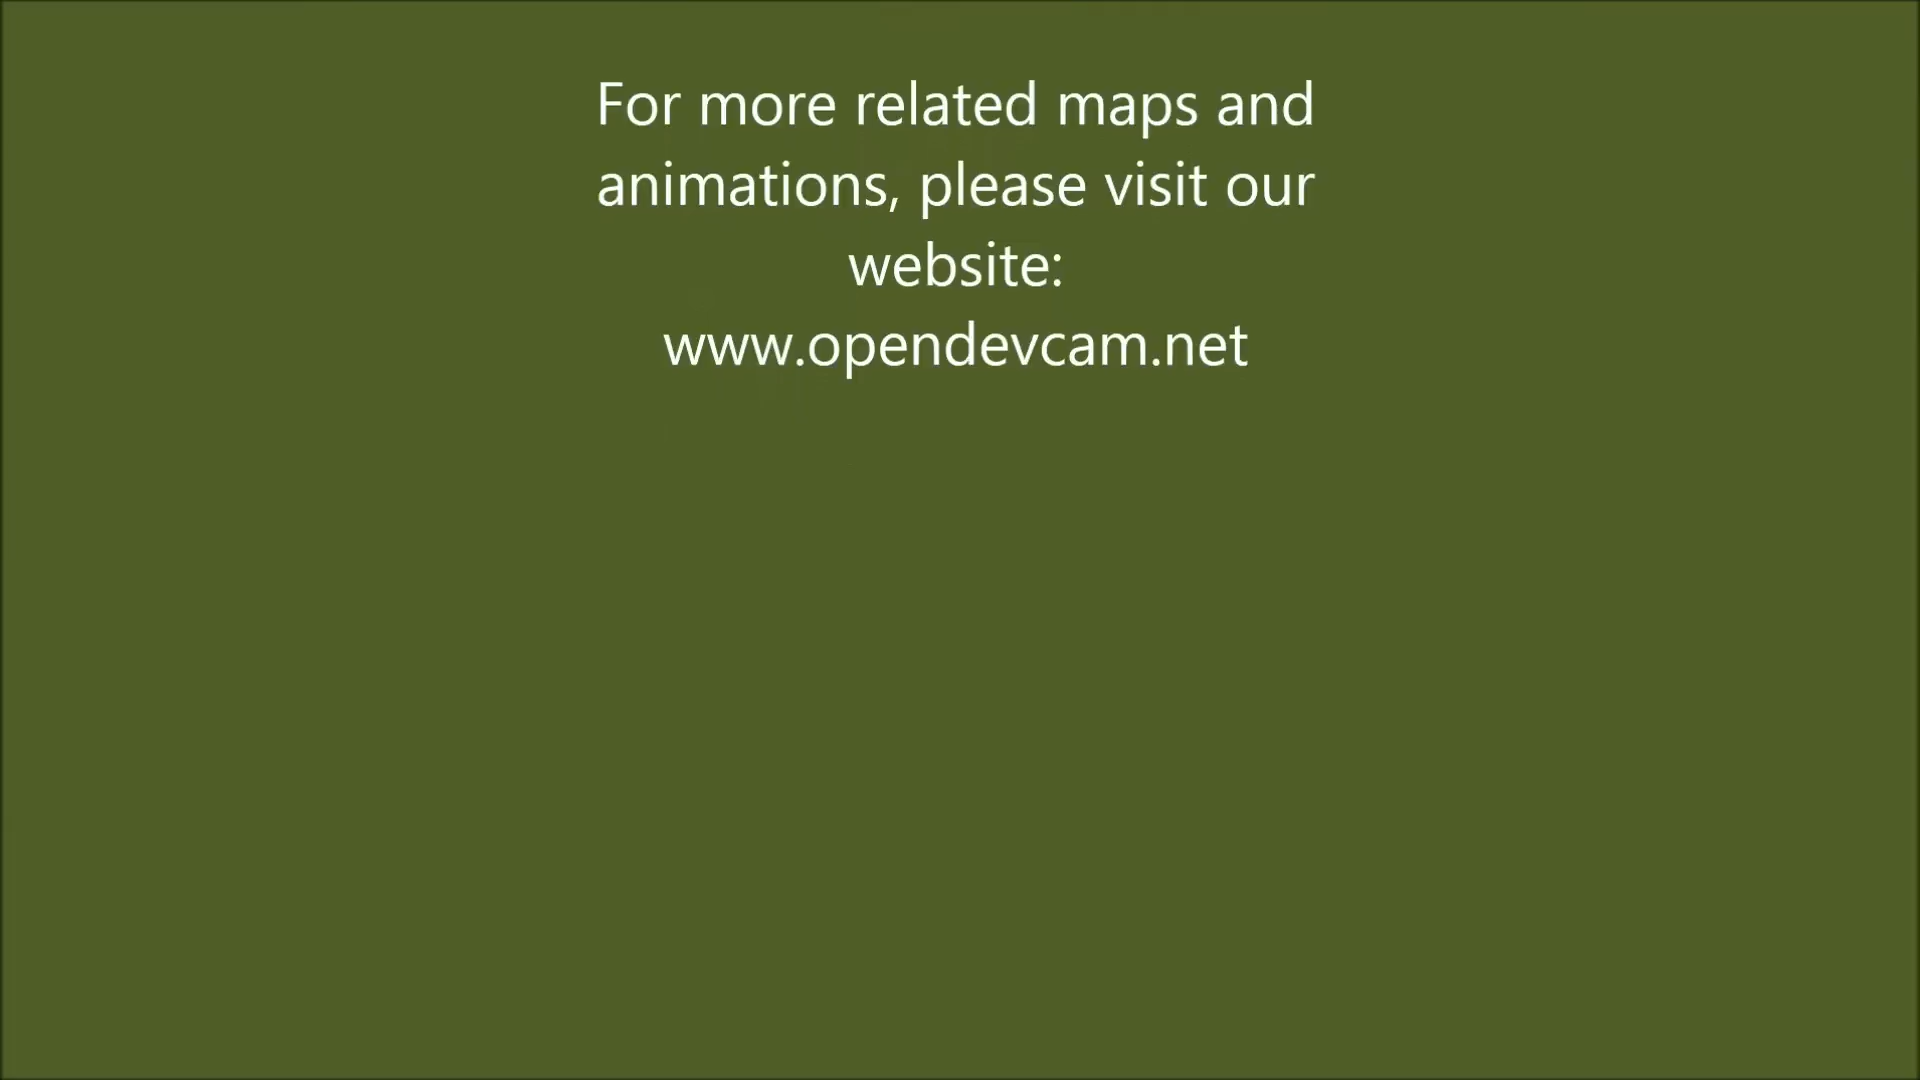 For more related maps and
animations, please visit our
website:
www.opendevcam.net